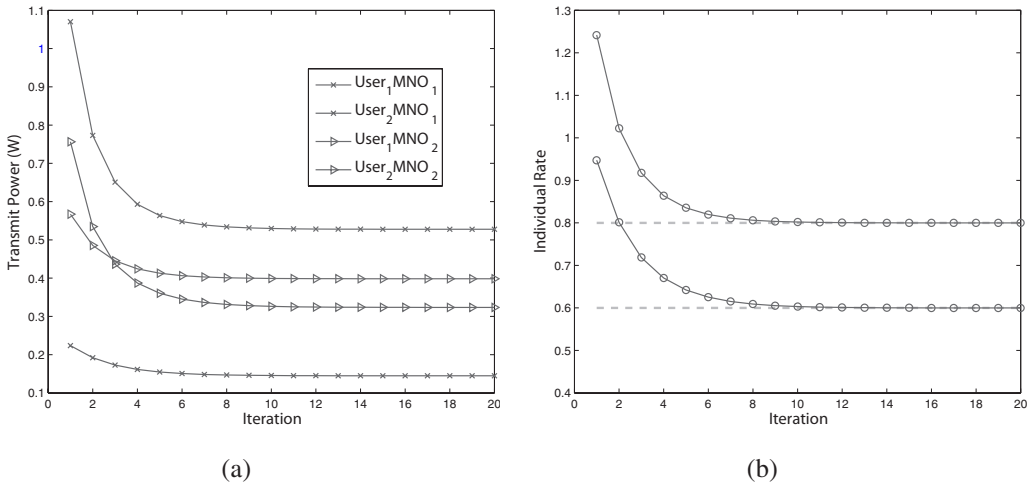 1.1
1
0.9
0.8
0.7
0.6
0.5
0.4
0.3
0.2
0.1
Transmit Power (W)
User1MNO1
User2MNO1
User1MNO2
User2MNO2
0 2 4 6 8 10 12 14 16 18 20
Iteration
(a)
1.3
1.2
1.1
1
0.9
0.8
0.7
0.6
0.5
0.4
Individual Rate
0 2 4 6 8 10 12 14 16 18 20
Iteration
(b)